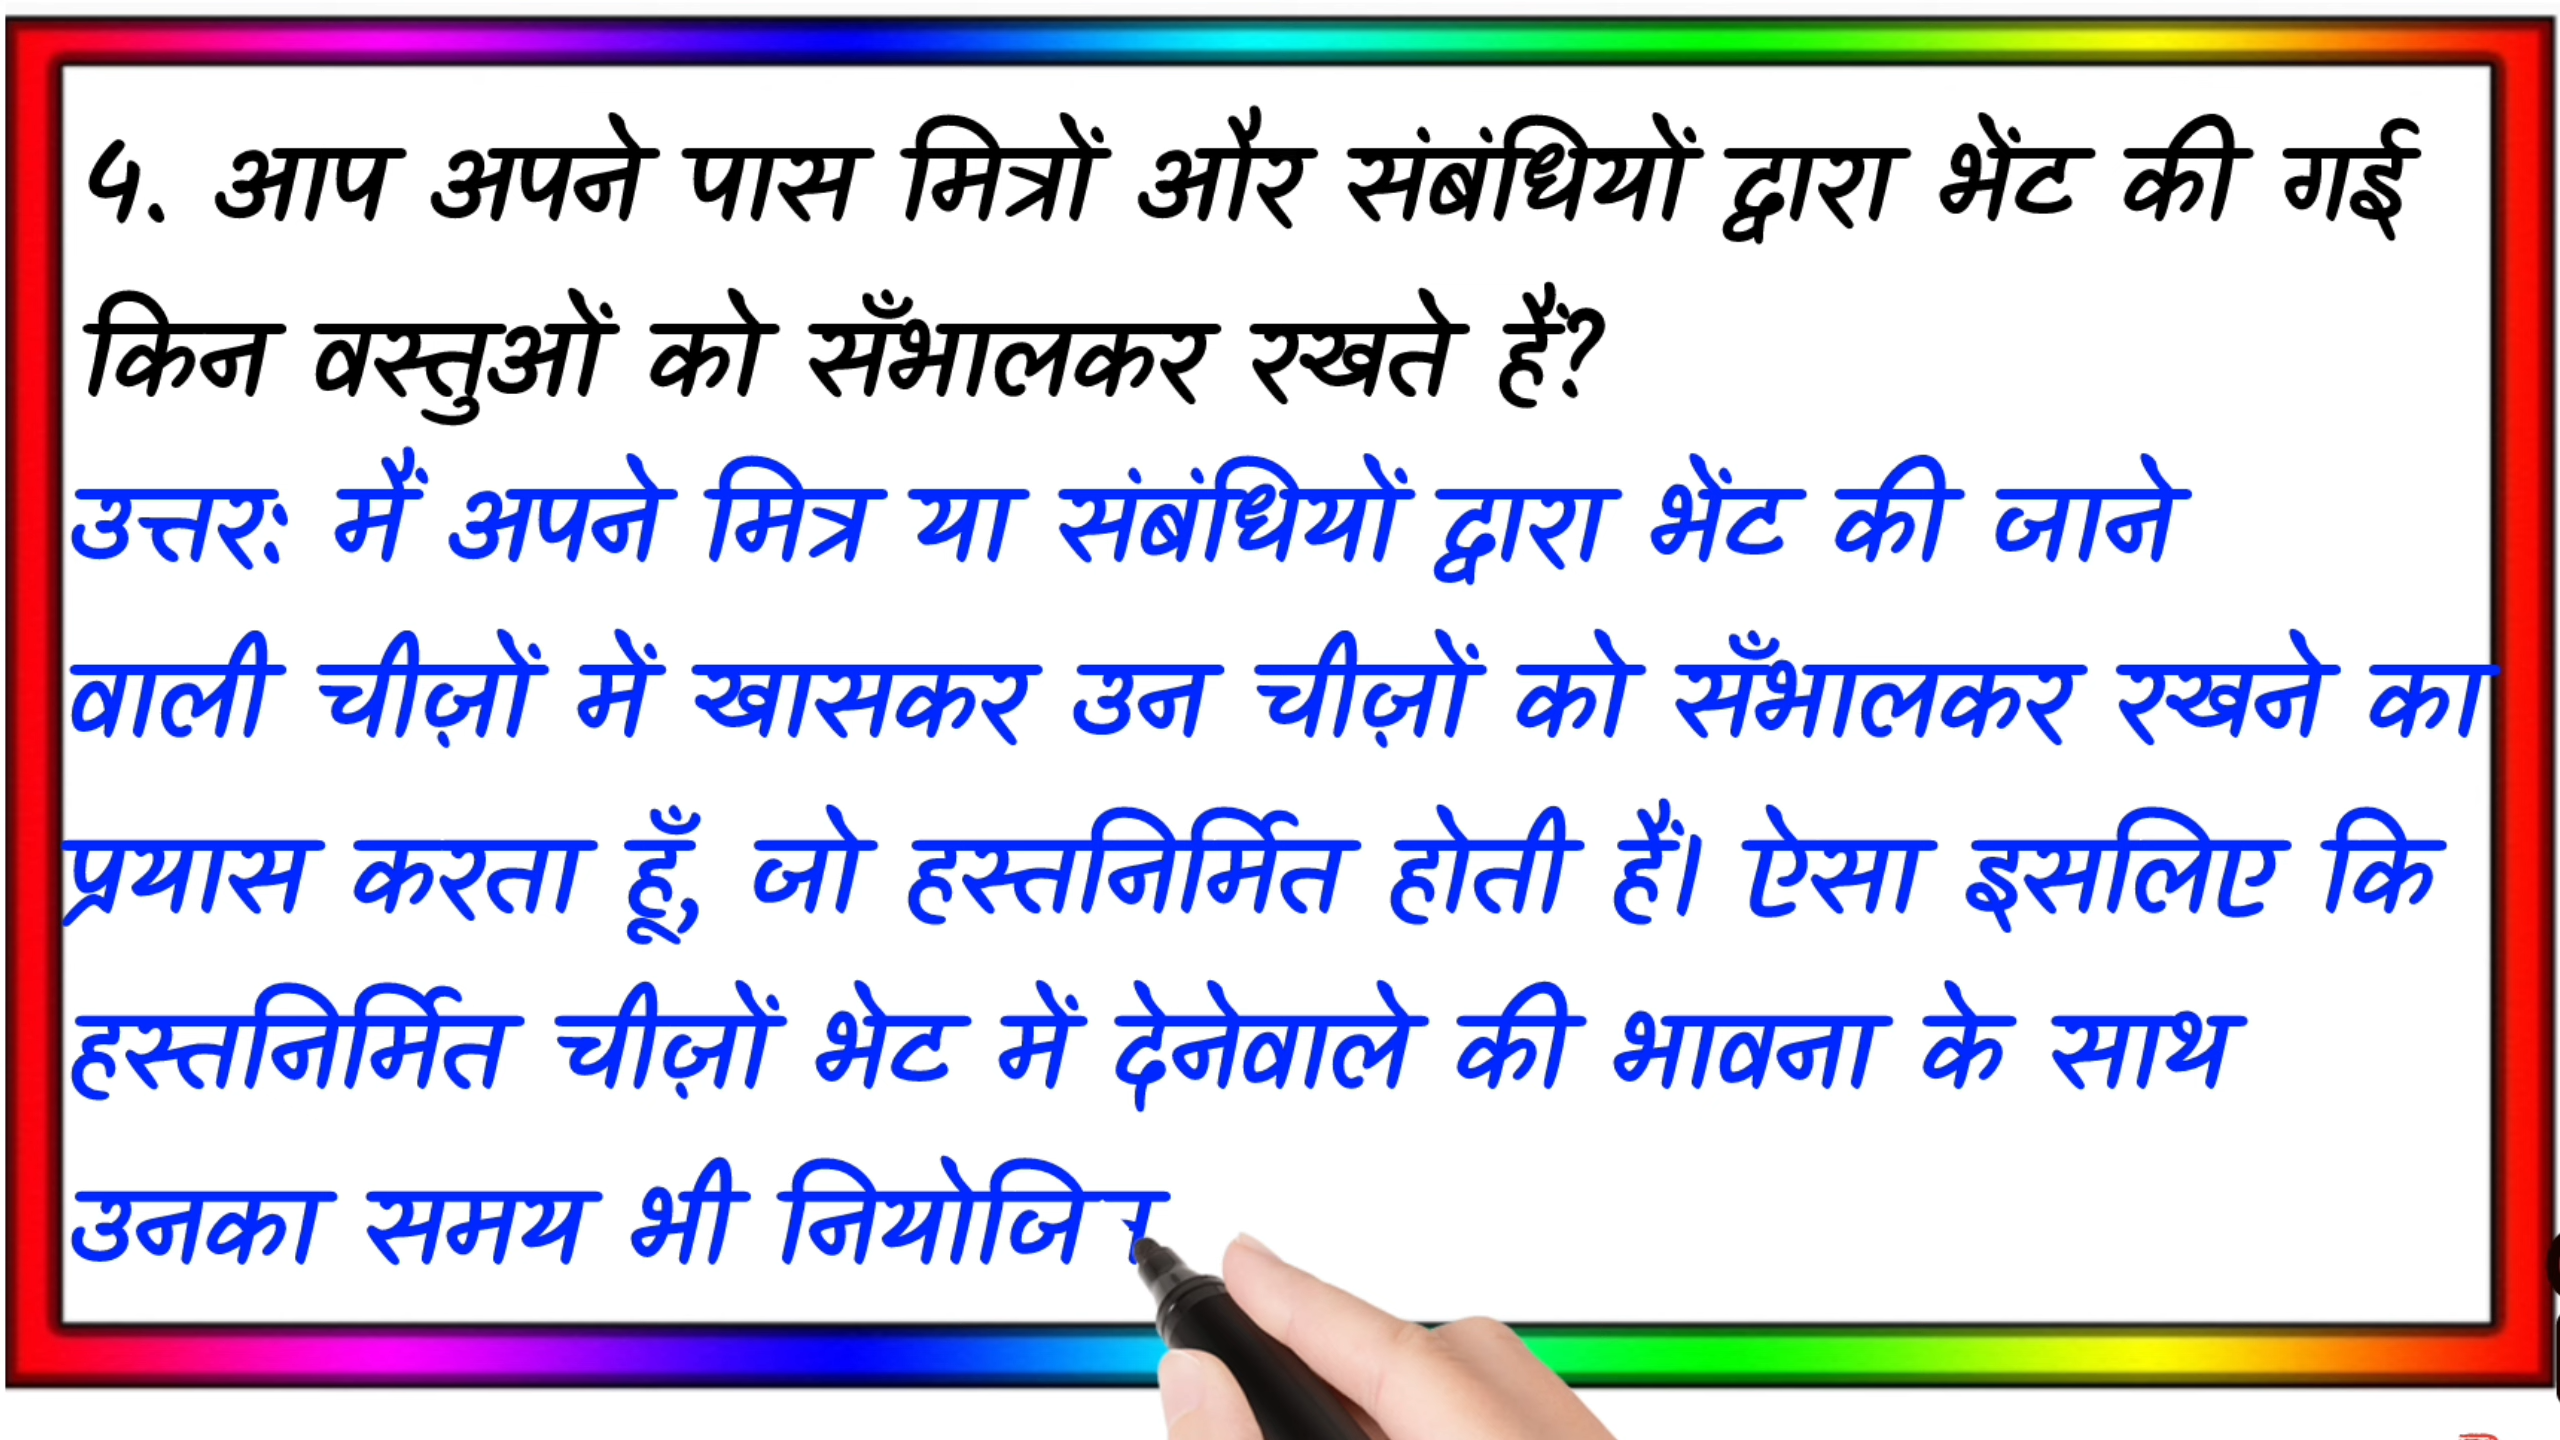 ५. आप अपने पास मित्रों और संबंधियों द्वारा भेंट की गई
किन वस्तुओं को सँभालकर रखते हैं?
उत्तर: मैं अपने मित्र या संबंधियों द्वारा भेंट की जाने
वाली चीज़ों में खासकर उन चीज़ों को सँभालकर रखने का
प्रयास करता हूँ, जो हस्तनिर्मित होती हैं। ऐसा इसलिए कि
हस्तनिर्मित चीज़ों भेट में देनेवाले की भावना के साथ
उनका समय भी